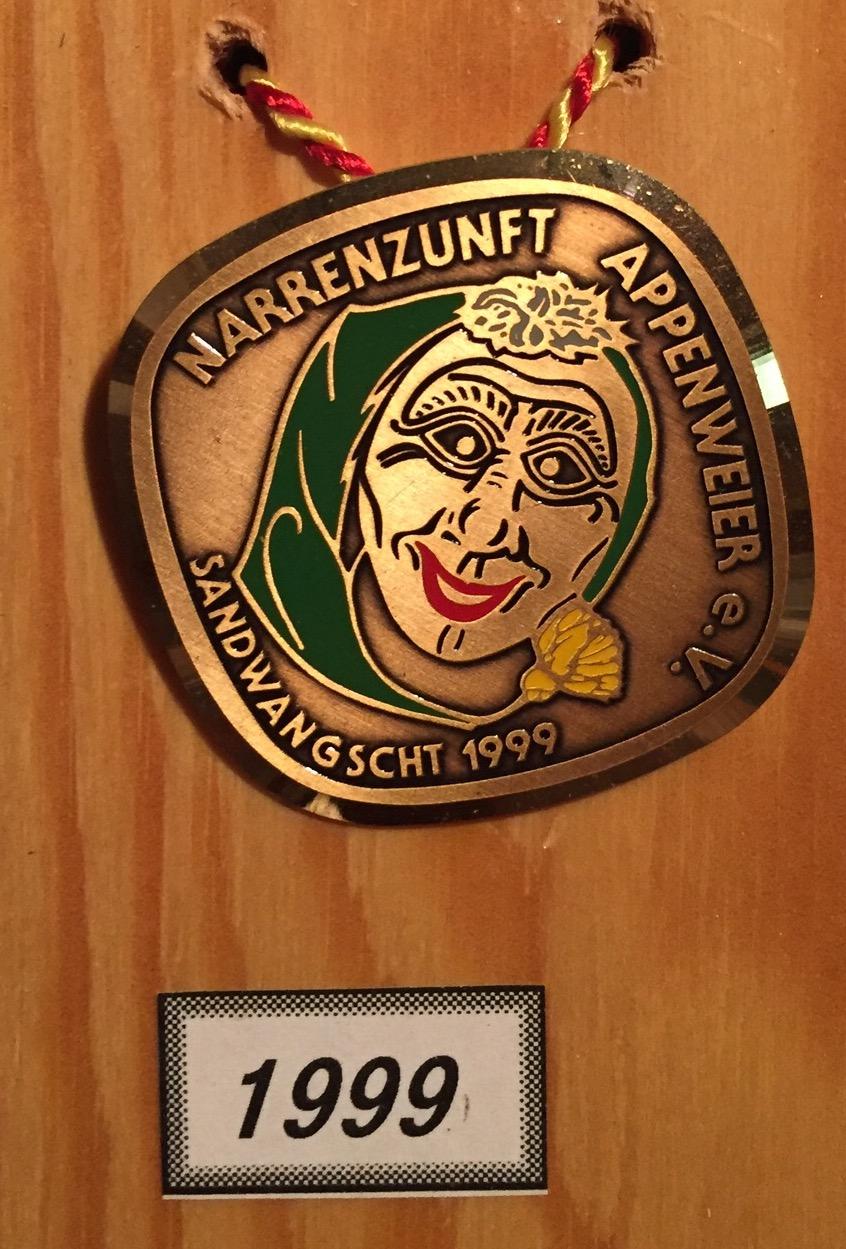 NARRENZUNFT APPENWEIER e.V.
SANDWANGSCHT 1999
1999